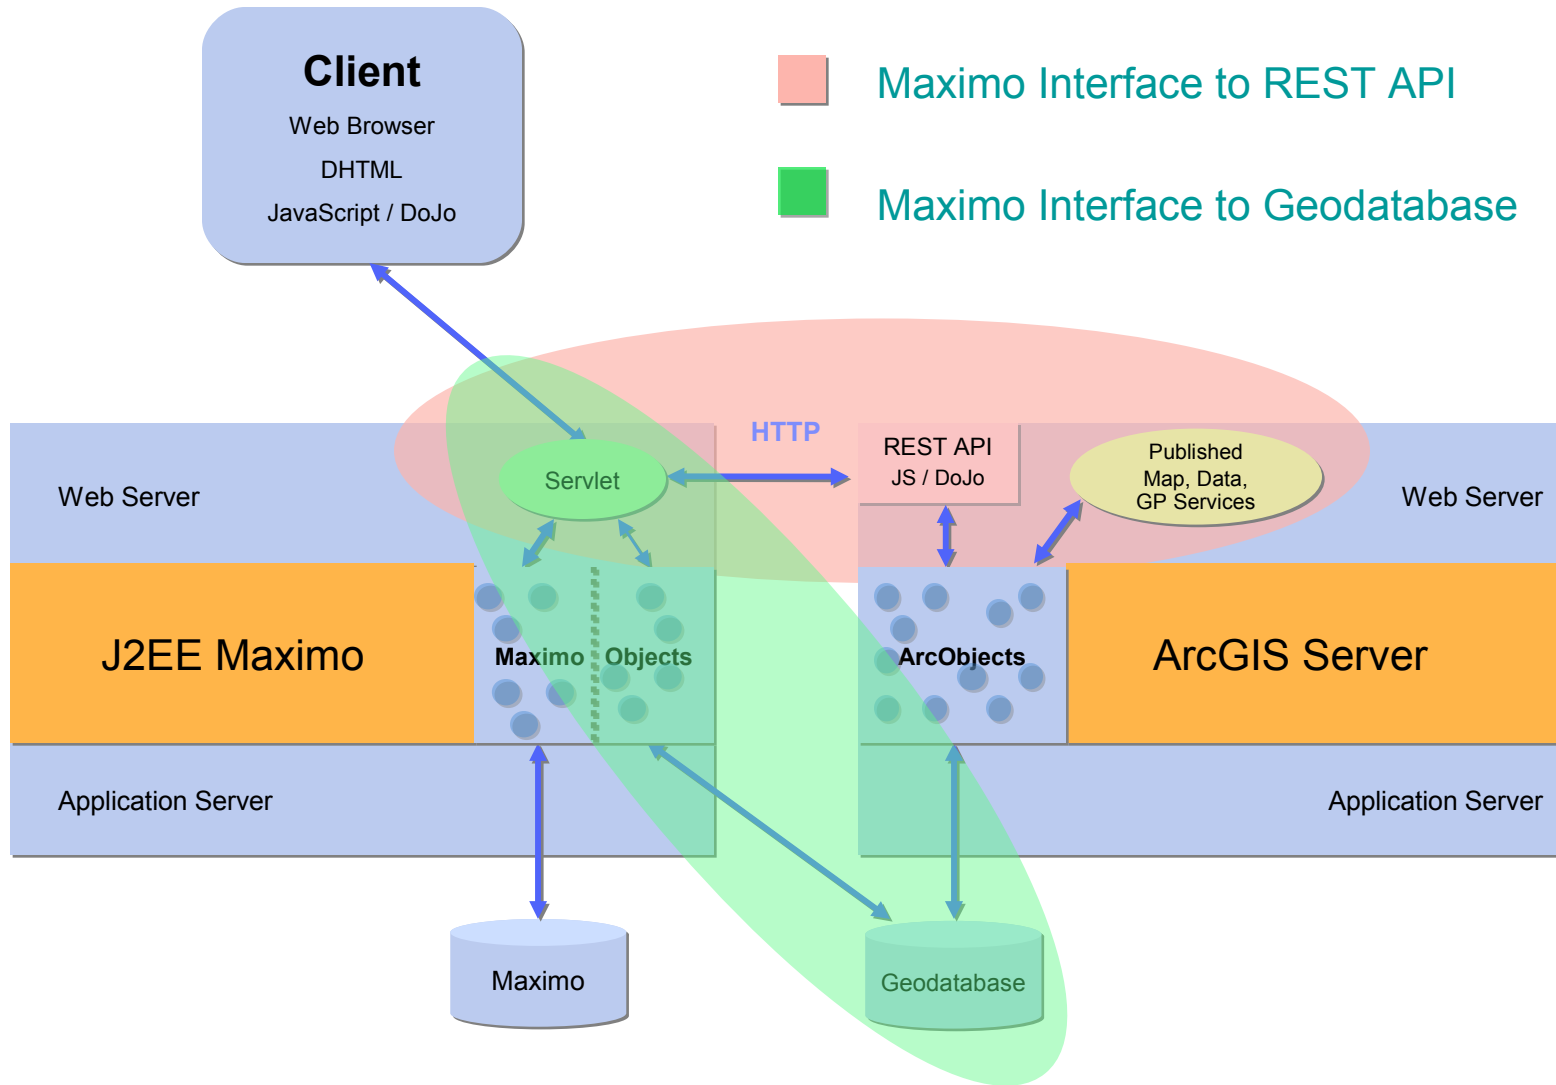 Client
Web Browser
DHTML
JavaScript / DoJo
Maximo Interface to REST API
Maximo Interface to Geodatabase
HTTP
Web Server
Servlet
REST API
JS / DoJo
Published
Map, Data,
GP Services
Web Server
J2EE Maximo
Maximo Objects
ArcObjects
ArcGIS Server
Application Server
Application Server
Maximo
Geodatabase